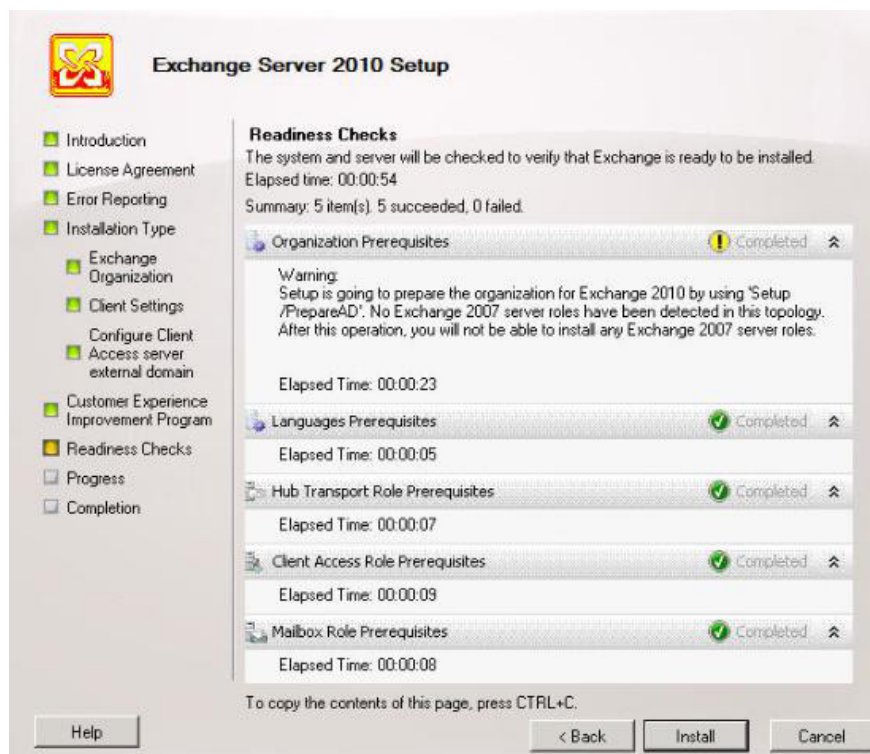 Exchange Server 2010 Setup
Introduction
License Agreement
Error Reporting
Installation Type
Exchange
Organization
Client Settings
Configure Client
Access server
external domain
Customer Experience
Improvement Program
Readiness Checks
Progress
Completion
Readiness Checks
The system and server will be checked to verify that Exchange is ready to be installed.
Elapsed time: 00:00:54
Summary: 5 item(s). 5 succeeded, 0 failed.
Organization Prerequisites Completed
Warning:
Setup is going to prepare the organization for Exchange 2010 by using 'Setup
/PrepareAD'. No Exchange 2007 server roles have been detected in this topology.
After this operation, you will not be able to install any Exchange 2007 server roles.
Elapsed Time: 00:00:23
Languages Prerequisites Completed
Elapsed Time: 00:00:05
Hub Transport Role Prerequisites Completed
Elapsed Time: 00:00:07
Client Access Role Prerequisites Completed
Elapsed Time: 00:00:09
Mailbox Role Prerequisites Completed
Elapsed Time: 00:00:08
To copy the contents of this page, press CTRL+C.
Help < Back Install Cancel